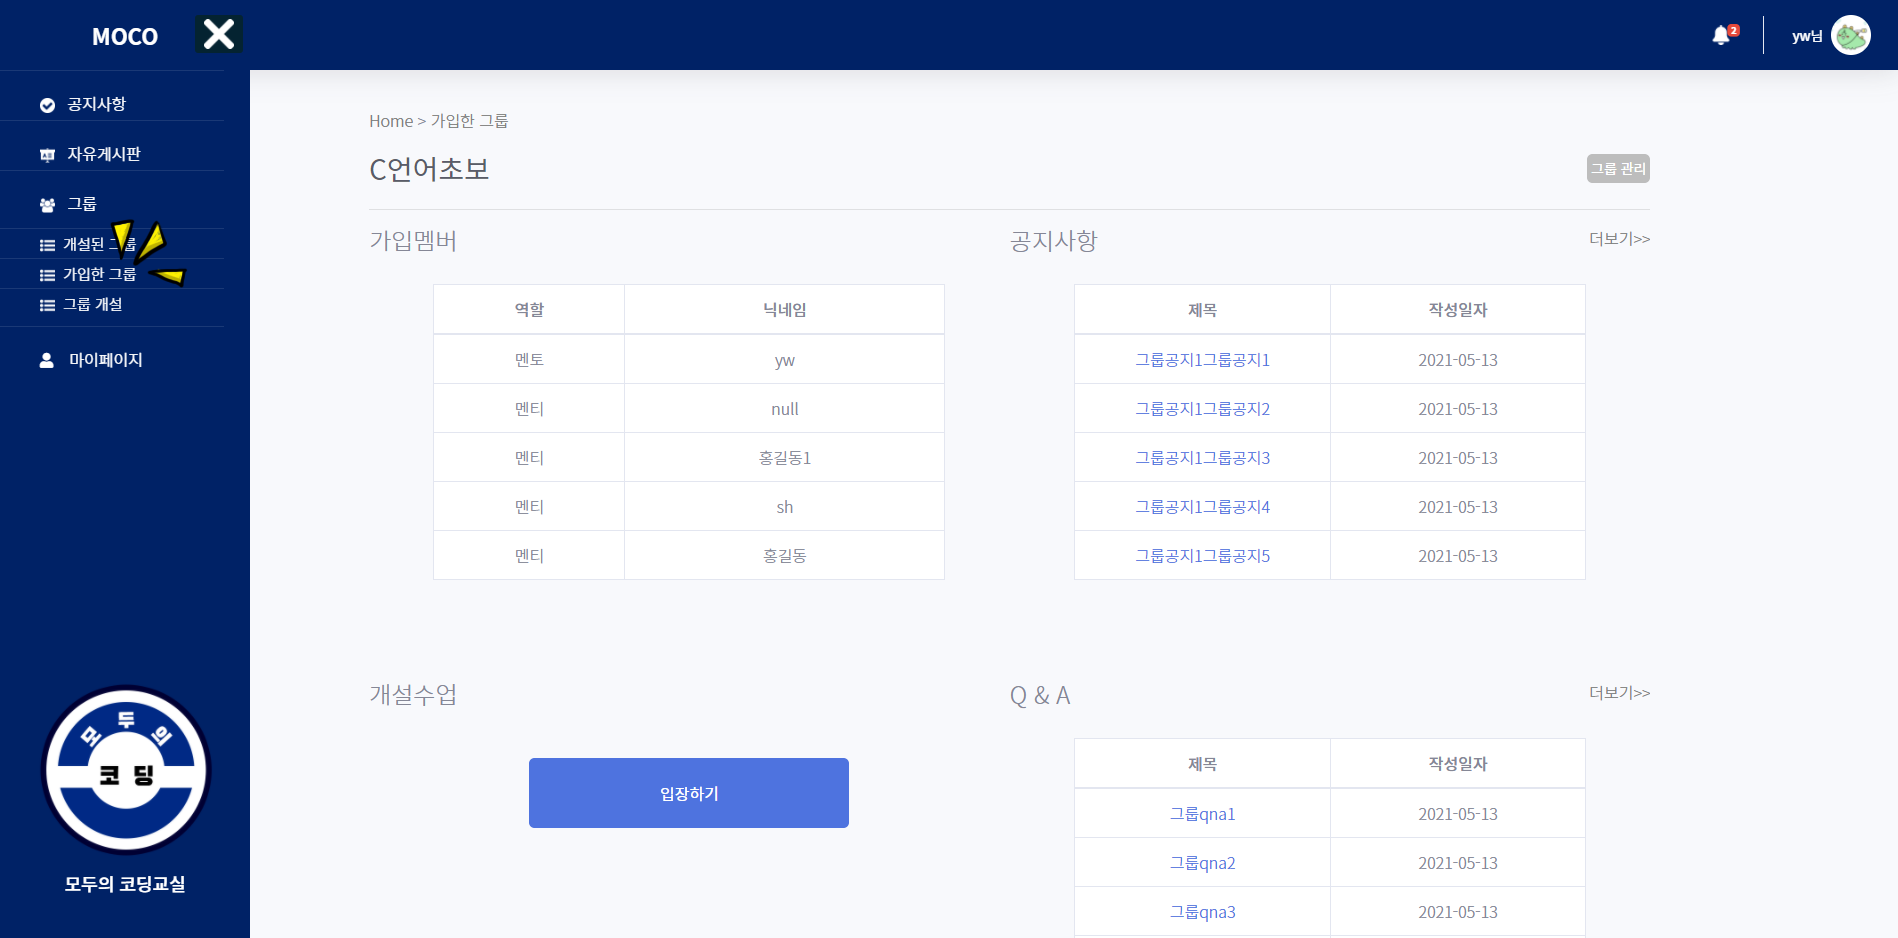 MOCO
2
yw님
공지사항
자유게시판
그룹
개설된 그룹
가입한 그룹
그룹 개설
마이페이지
모두의
코딩
모두의 코딩교실
Home > 가입한 그룹
C언어초보
그룹 관리
가입멤버
역할 닉네임
멘토 yw
멘티 null
멘티 홍길동1
멘티 sh
멘티 홍길동
공지사항 더보기>>
제목 작성일자
그룹공지1그룹공지1 2021-05-13
그룹공지1그룹공지2 2021-05-13
그룹공지1그룹공지3 2021-05-13
그룹공지1그룹공지4 2021-05-13
그룹공지1그룹공지5 2021-05-13
개설수업
입장하기
Q & A 더보기>>
제목 작성일자
그룹qna1 2021-05-13
그룹qna2 2021-05-13
그룹qna3 2021-05-13